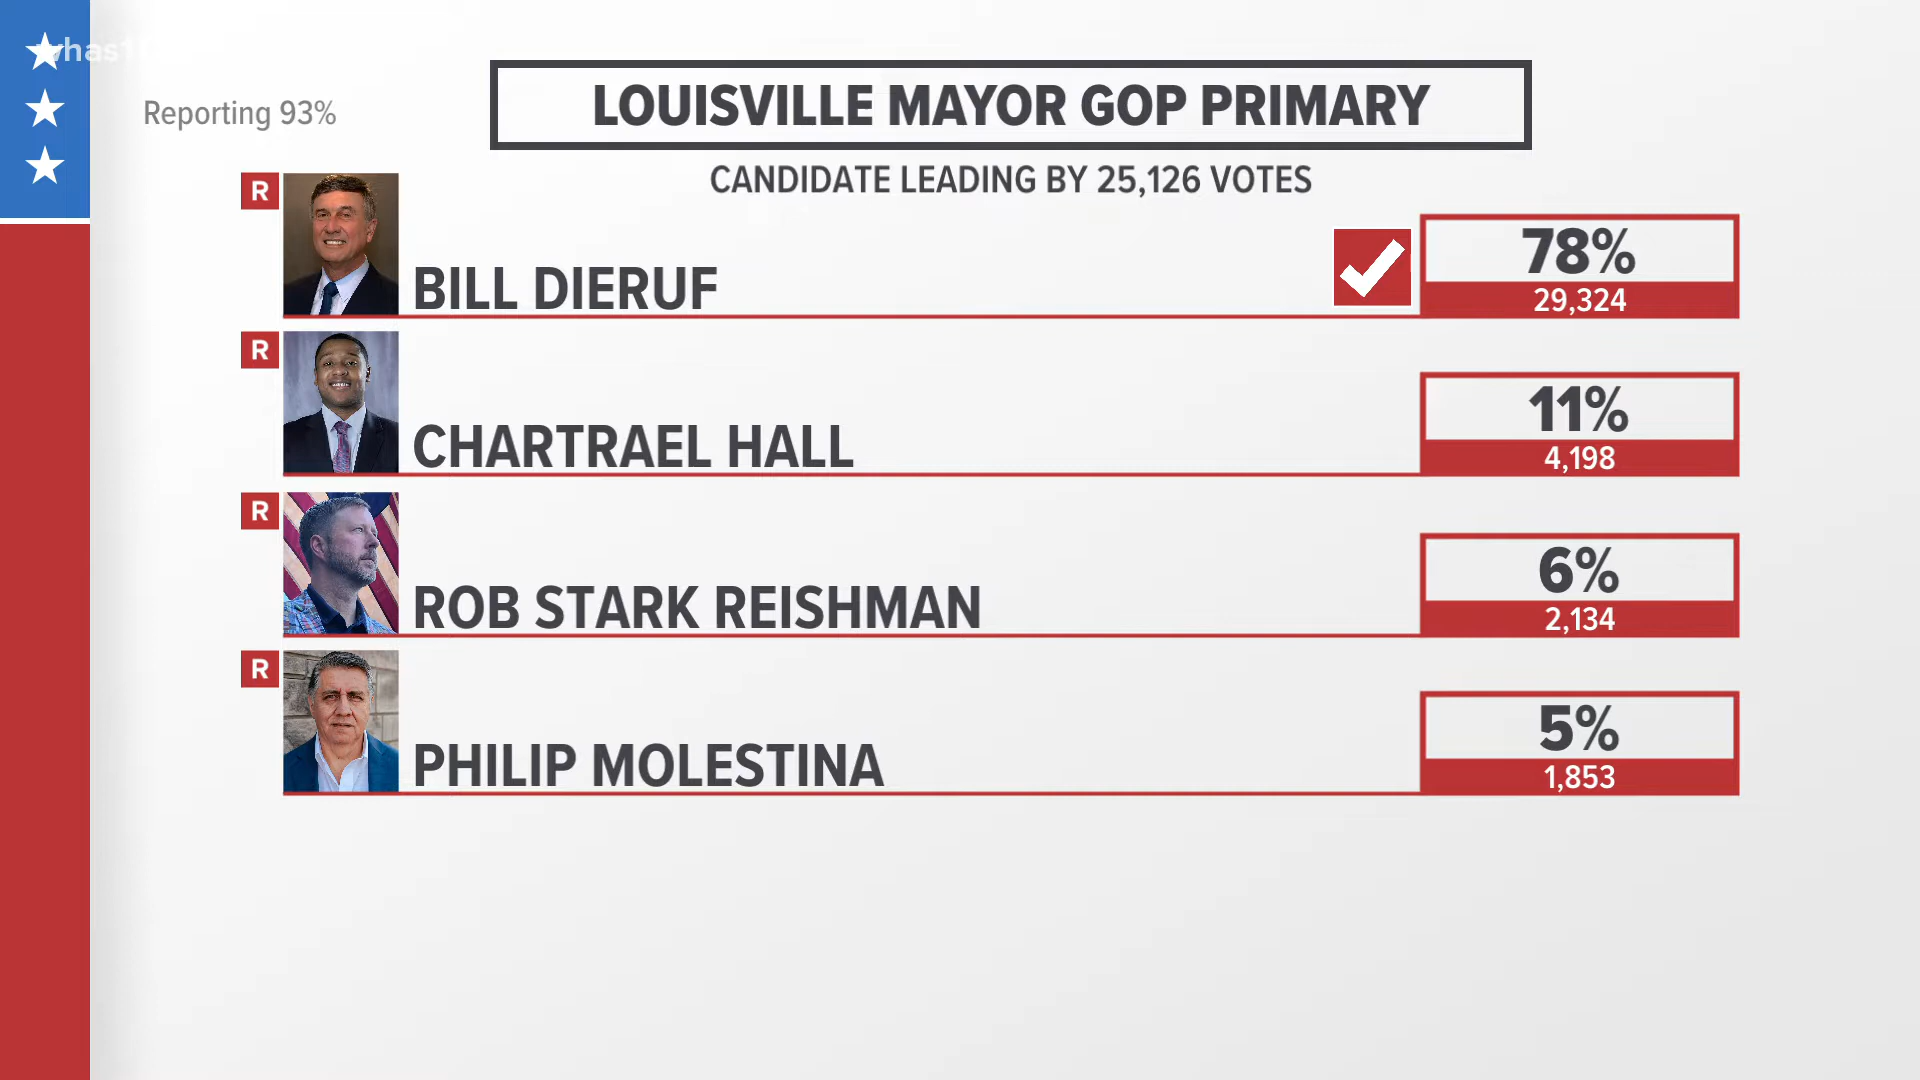 whas11
Reporting 93%
LOUISVILLE MAYOR GOP PRIMARY
CANDIDATE LEADING BY 25,126 VOTES
R
BILL DIERUF
78%
29,324
R
CHARTRAEL HALL
11%
4,198
R
ROB STARK REISHMAN
6%
2,134
R
PHILIP MOLESTINA
5%
1,853